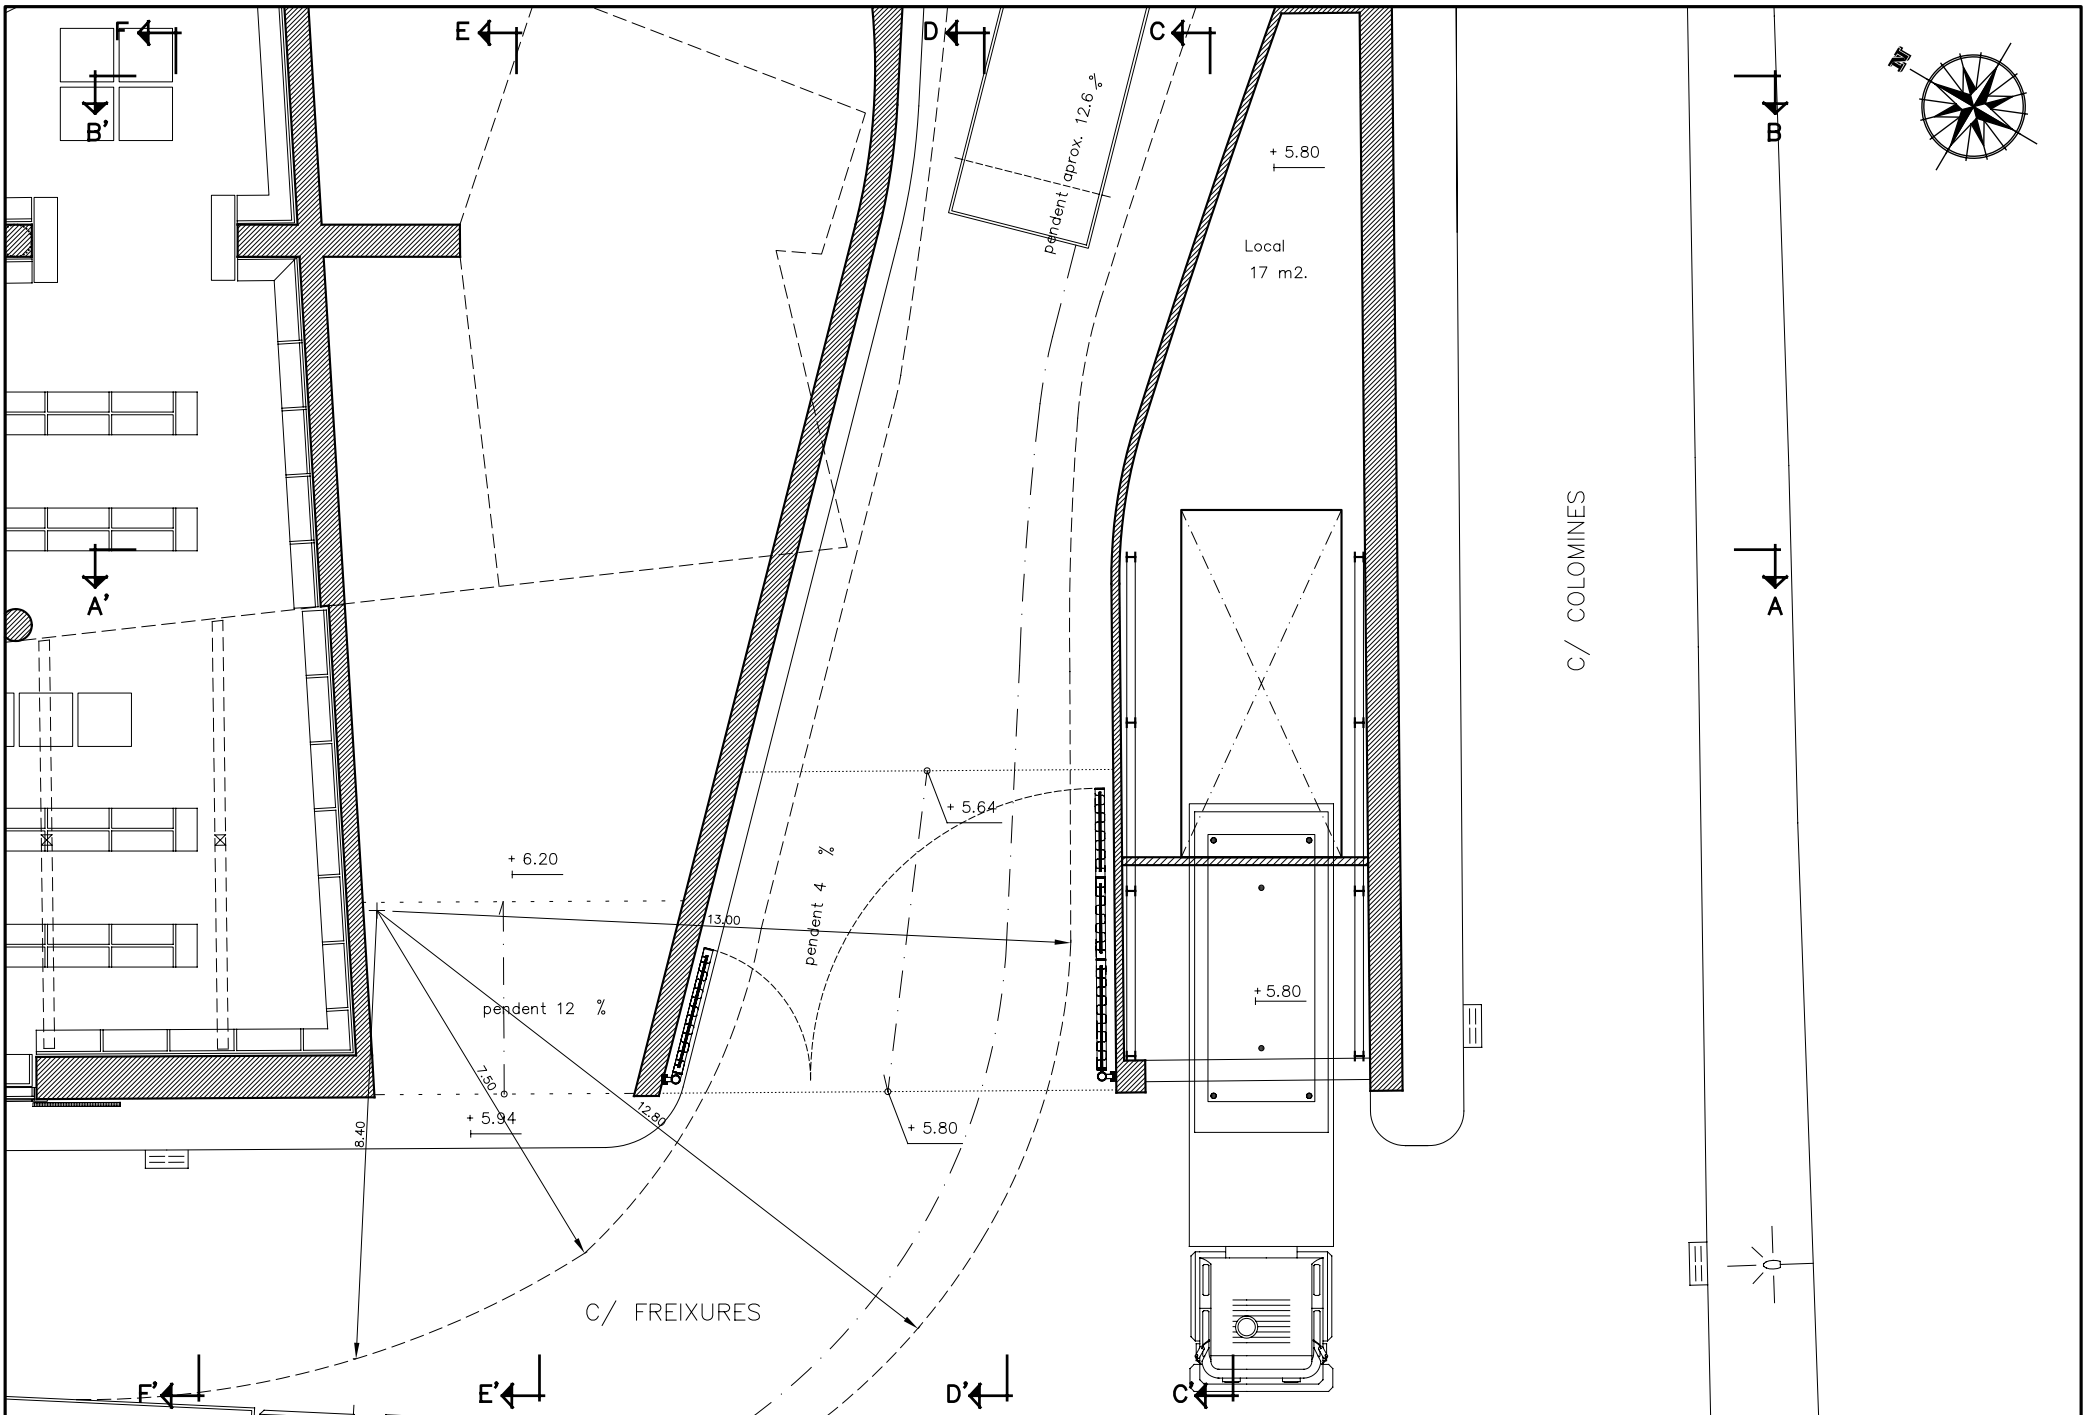 F
E
D
C
N
B'
B
pendent aprox. 12.6 %
+ 5.80
Local
17 m2.
C/ COLOMINES
A'
A
+ 5.64
+ 6.20
pendent 4 %
13.00
+ 5.80
pendent 12 %
7.50
12.80
8.40
+ 5.94
+ 5.80
C/ FREIXURES
F'
E'
D'
C'